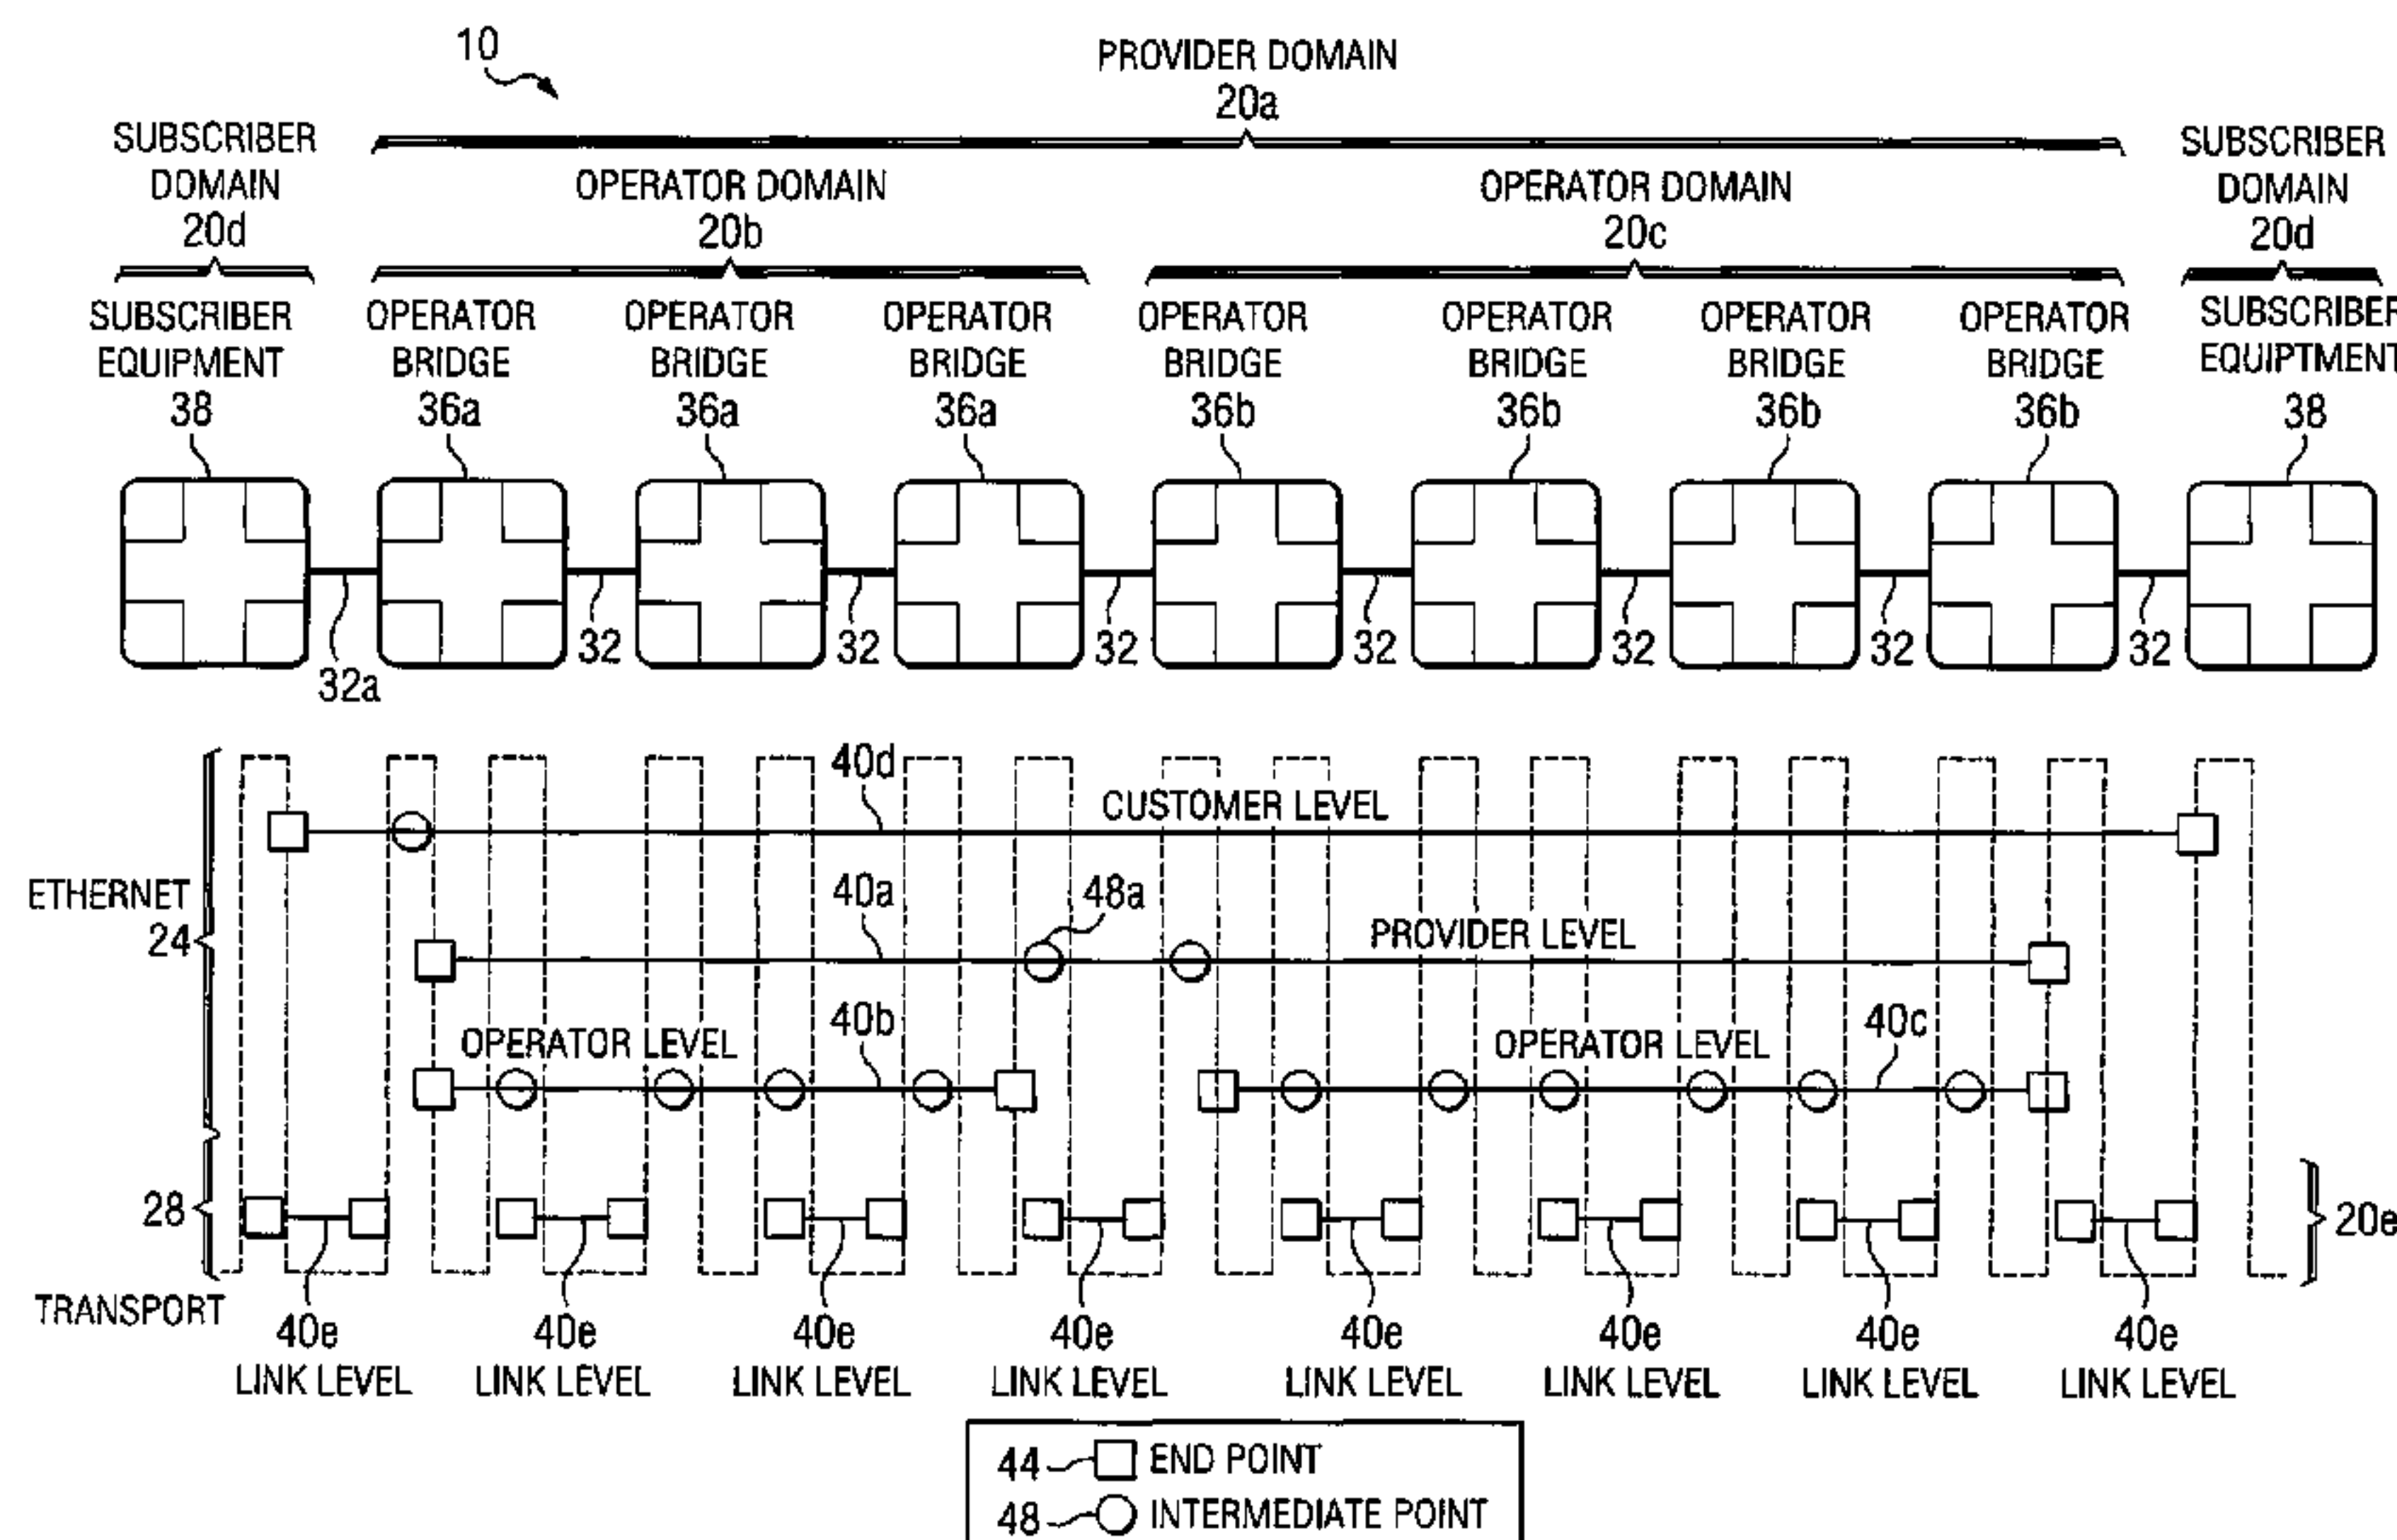 10
PROVIDER DOMAIN
20a
SUBSCRIBER DOMAIN 20d
OPERATOR DOMAIN 20b
OPERATOR DOMAIN 20c
SUBSCRIBER DOMAIN 20d
SUBSCRIBER EQUIPMENT 38
OPERATOR BRIDGE 36a
OPERATOR BRIDGE 36a
OPERATOR BRIDGE 36a
OPERATOR BRIDGE 36b
OPERATOR BRIDGE 36b
OPERATOR BRIDGE 36b
OPERATOR BRIDGE 36b
SUBSCRIBER EQUIPTMENT 38
32a
32 32 32 32 32 32 32
40d
CUSTOMER LEVEL
ETHERNET
24
40a
48a
PROVIDER LEVEL
OPERATOR LEVEL
40b
OPERATOR LEVEL
40c
28
20e
TRANSPORT
40e 40e 40e 40e 40e 40e 40e 40e
LINK LEVEL LINK LEVEL LINK LEVEL LINK LEVEL LINK LEVEL LINK LEVEL LINK LEVEL LINK LEVEL
44 END POINT
48 INTERMEDIATE POINT